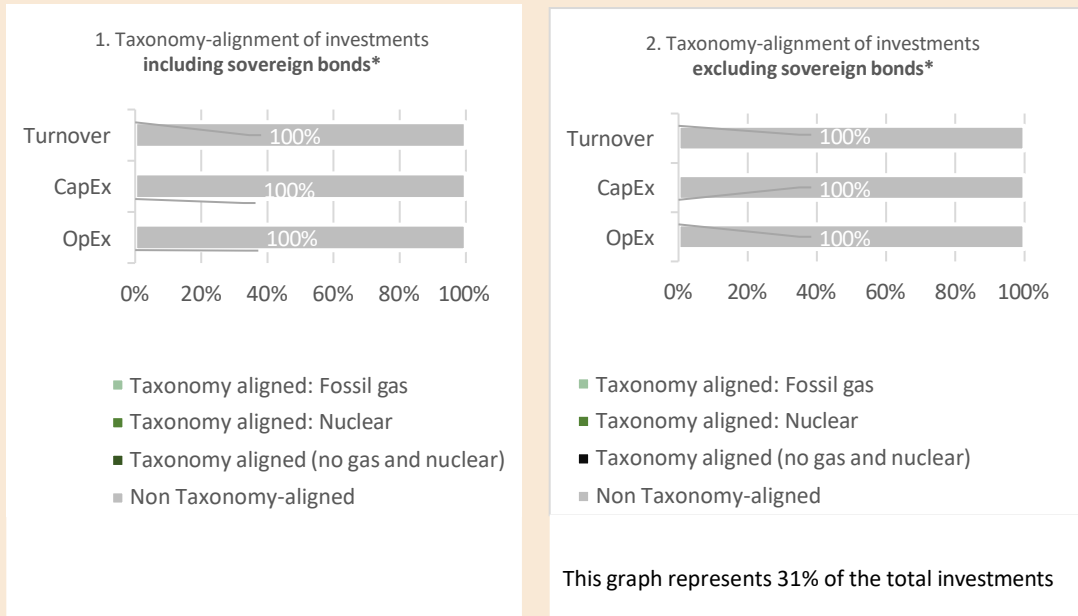 1. Taxonomy-alignment of investments
including sovereign bonds*
Turnover
100%
CapEx
100%
OpEx
100%
0% 20% 40% 60% 80% 100%
Taxonomy aligned: Fossil gas
Taxonomy aligned: Nuclear
Taxonomy aligned (no gas and nuclear)
Non Taxonomy-aligned
2. Taxonomy-alignment of investments
excluding sovereign bonds*
Turnover
100%
CapEx
100%
OpEx
100%
0% 20% 40% 60% 80% 100%
Taxonomy aligned: Fossil gas
Taxonomy aligned: Nuclear
Taxonomy aligned (no gas and nuclear)
Non Taxonomy-aligned
This graph represents 31% of the total investments